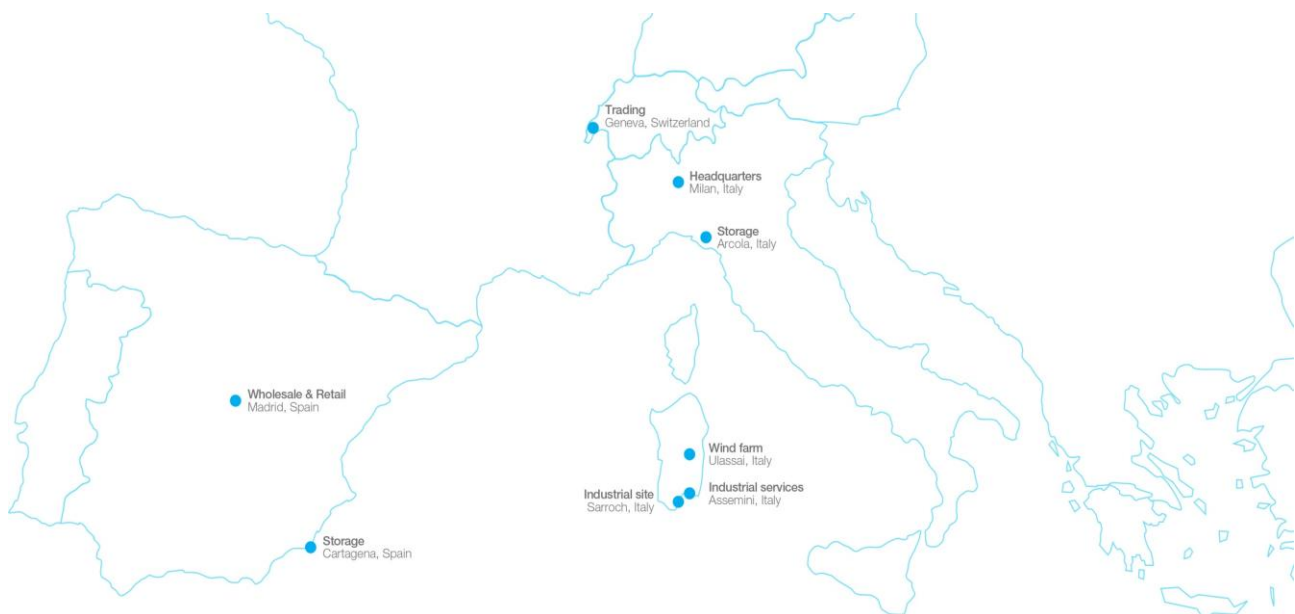 Trading
Geneva, Switzerland
Headquarters
Milan, Italy
Storage
Arcola, Italy
Wholesale & Retail
Madrid, Spain
Wind farm
Ulassai, Italy
Industrial services
Assemini, Italy
Industrial site
Sarroch, Italy
Storage
Cartagena, Spain